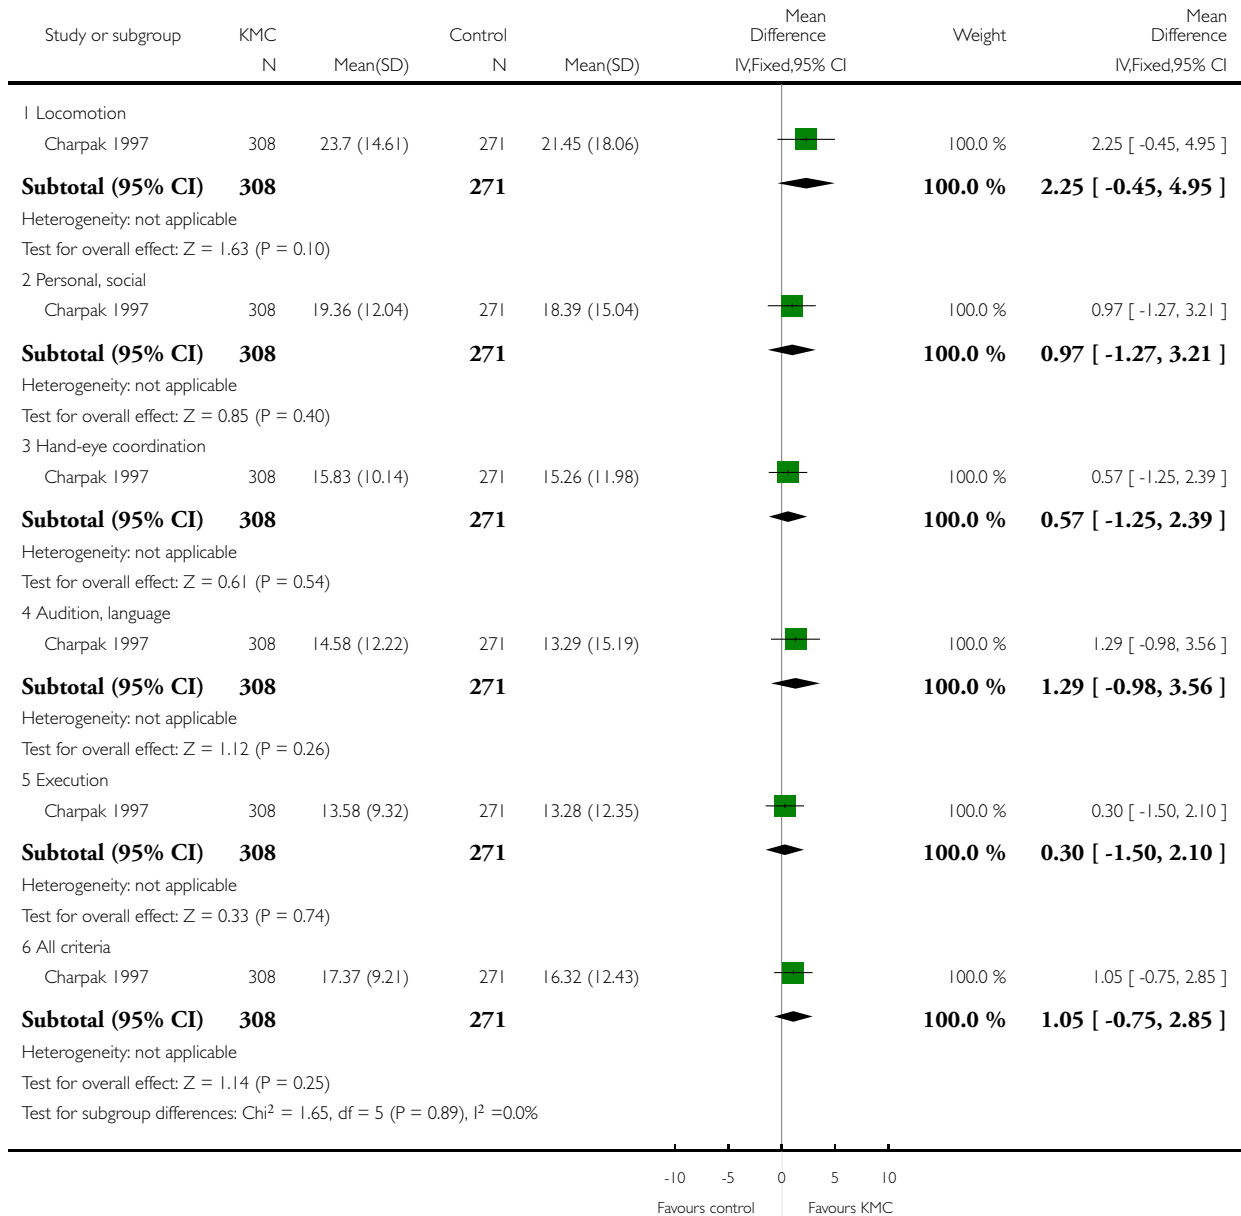 Study or subgroup KMC Control Mean Difference Weight Mean Difference
N Mean(SD) N Mean(SD) IV,Fixed,95% CI IV,Fixed,95% CI
1 Locomotion
Charpak 1997 308 23.7 (14.61) 271 21.45 (18.06) 100.0 % 2.25 [ -0.45, 4.95 ]
Subtotal (95% CI) 308 271 100.0 % 2.25 [ -0.45, 4.95 ]
Heterogeneity: not applicable
Test for overall effect: Z = 1.63 (P = 0.10)
2 Personal, social
Charpak 1997 308 19.36 (12.04) 271 18.39 (15.04) 100.0 % 0.97 [ -1.27, 3.21 ]
Subtotal (95% CI) 308 271 100.0 % 0.97 [ -1.27, 3.21 ]
Heterogeneity: not applicable
Test for overall effect: Z = 0.85 (P = 0.40)
3 Hand-eye coordination
Charpak 1997 308 15.83 (10.14) 271 15.26 (11.98) 100.0 % 0.57 [ -1.25, 2.39 ]
Subtotal (95% CI) 308 271 100.0 % 0.57 [ -1.25, 2.39 ]
Heterogeneity: not applicable
Test for overall effect: Z = 0.61 (P = 0.54)
4 Audition, language
Charpak 1997 308 14.58 (12.22) 271 13.29 (15.19) 100.0 % 1.29 [ -0.98, 3.56 ]
Subtotal (95% CI) 308 271 100.0 % 1.29 [ -0.98, 3.56 ]
Heterogeneity: not applicable
Test for overall effect: Z = 1.12 (P = 0.26)
5 Execution
Charpak 1997 308 13.58 (9.32) 271 13.28 (12.35) 100.0 % 0.30 [ -1.50, 2.10 ]
Subtotal (95% CI) 308 271 100.0 % 0.30 [ -1.50, 2.10 ]
Heterogeneity: not applicable
Test for overall effect: Z = 0.33 (P = 0.74)
6 All criteria
Charpak 1997 308 17.37 (9.21) 271 16.32 (12.43) 100.0 % 1.05 [ -0.75, 2.85 ]
Subtotal (95% CI) 308 271 100.0 % 1.05 [ -0.75, 2.85 ]
Heterogeneity: not applicable
Test for overall effect: Z = 1.14 (P = 0.25)
Test for subgroup differences: Chi² = 1.65, df = 5 (P = 0.89), I² =0.0%
-10 -5 0 5 10
Favours control Favours KMC